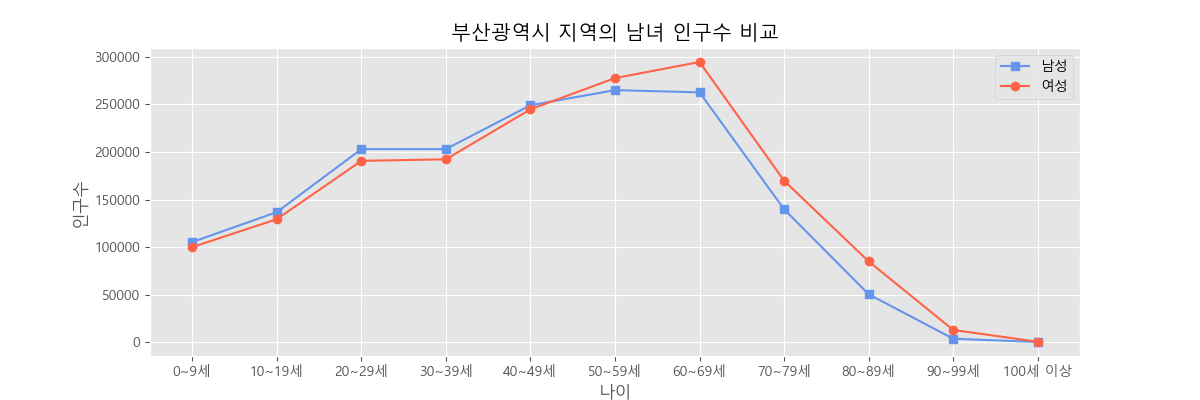 부산광역시 지역의 남녀 인구수 비교
남성
여성
인구수
300000
250000
200000
150000
100000
50000
0
0~9세 10~19세 20~29세 30~39세 40~49세 50~59세 60~69세 70~79세 80~89세 90~99세 100세 이상
나이